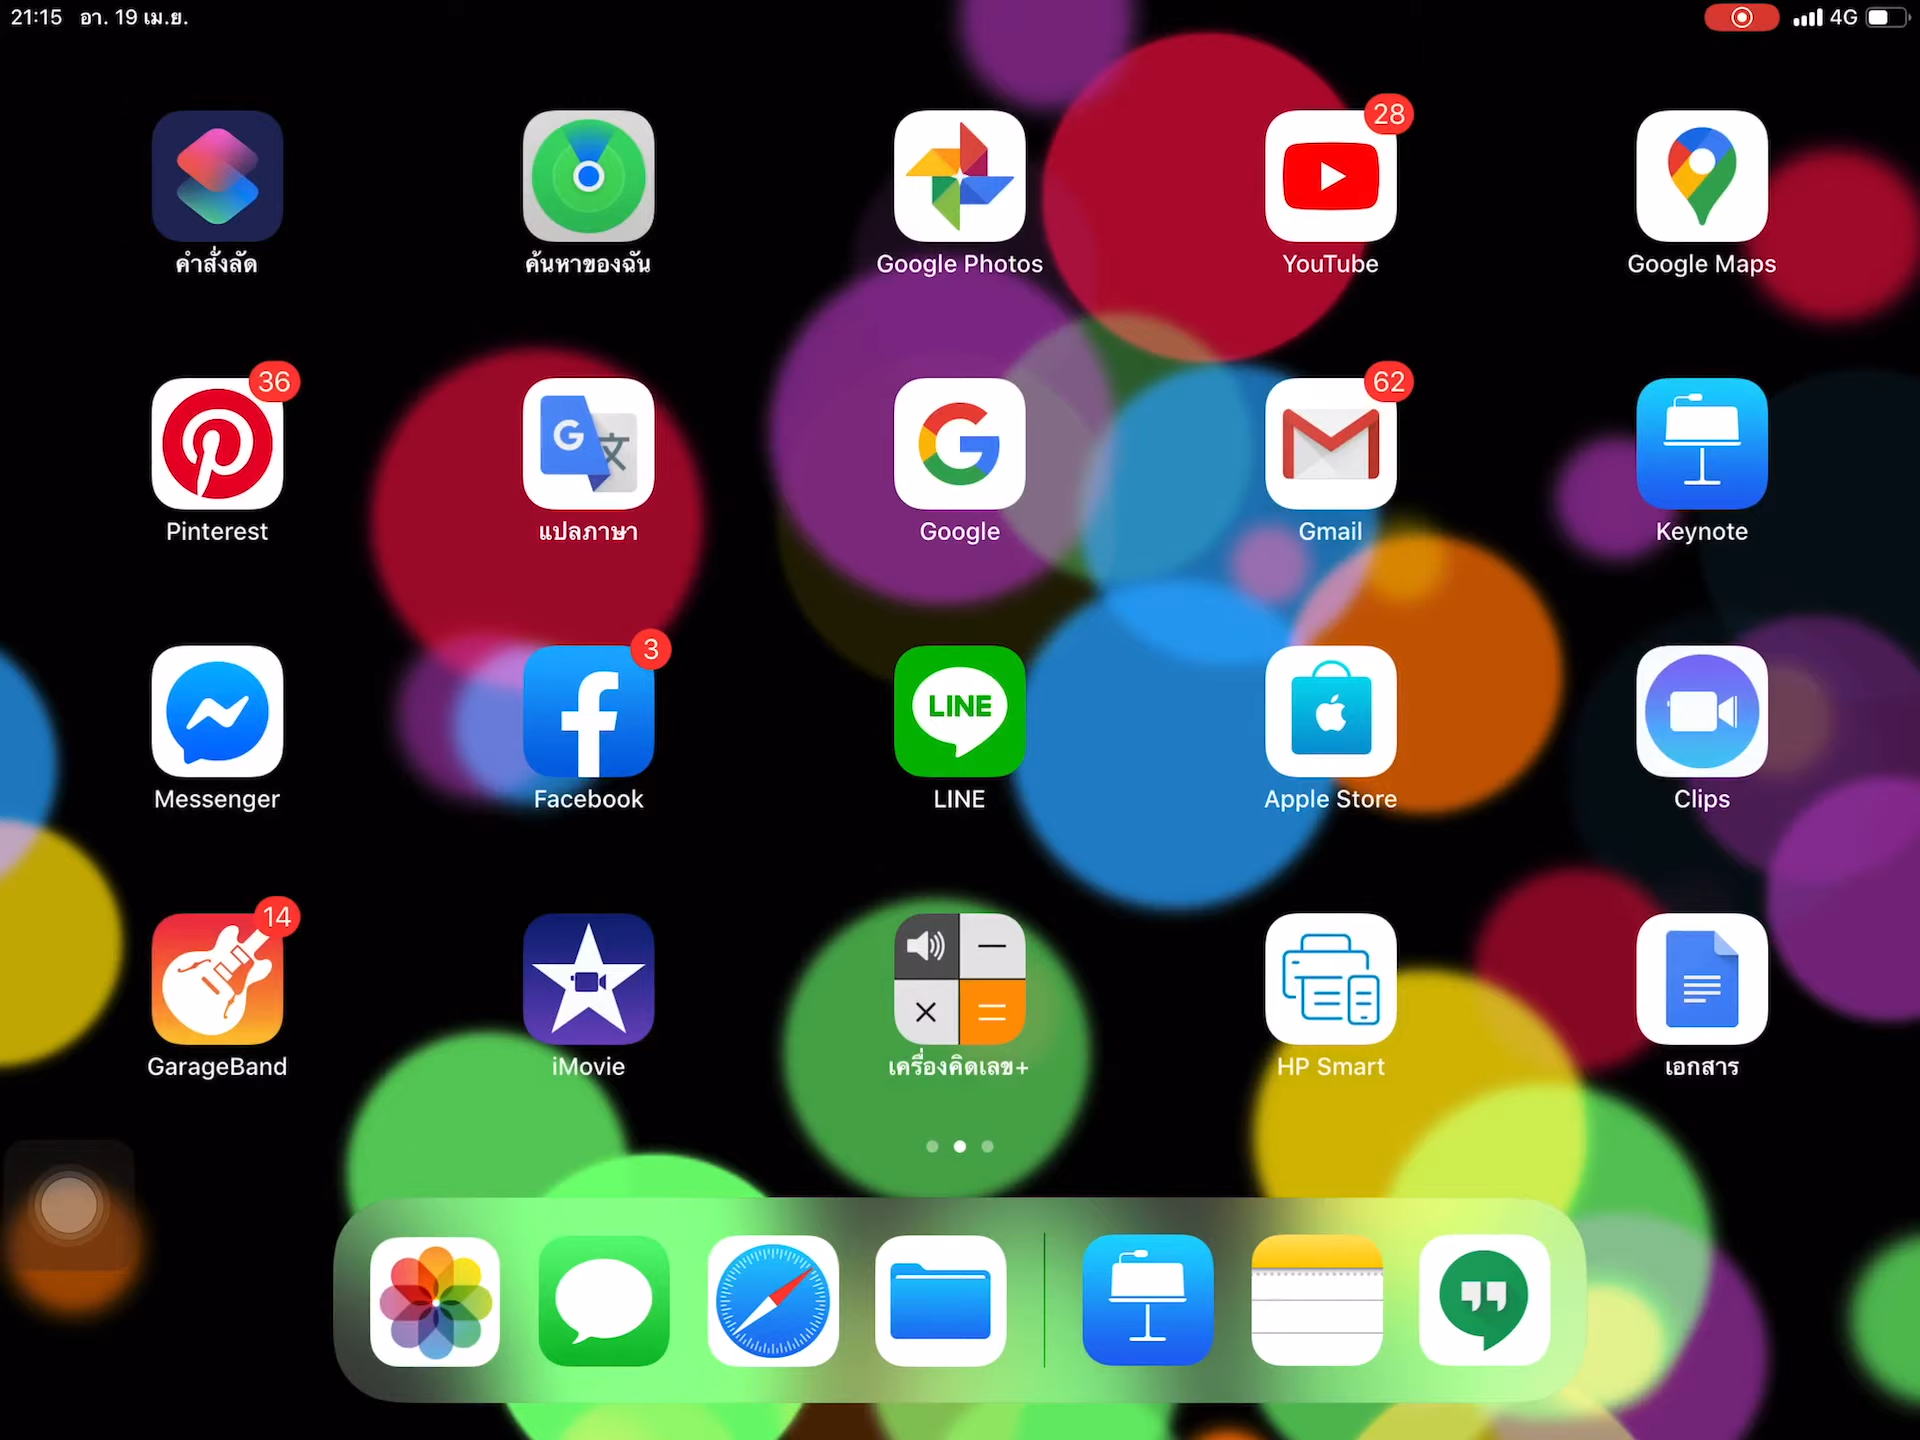 21:15 อา. 19 เม.ย.
4G
คำสั่งลัด
ค้นหาของฉัน
Google Photos
28
YouTube
Google Maps
36
Pinterest
G 文
แปลภาษา
G
Google
62
Gmail
Keynote
Messenger
3
Facebook
LINE
LINE
Apple Store
Clips
14
GarageBand
iMovie
เครื่องคิดเลข+
HP Smart
เอกสาร